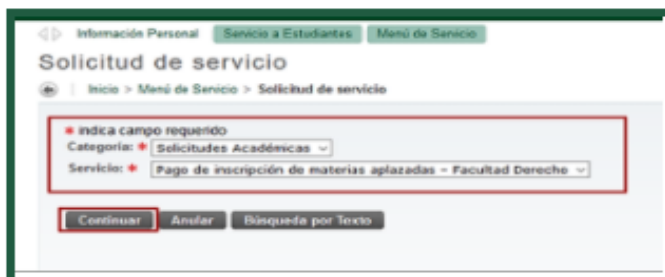 Información Personal Servicio a Estudiantes Menú de Servicio
Solicitud de servicio
Inicio > Menú de Servicio > Solicitud de servicio
* indica campo requerido
Categoría: * Solicitudes Académicas
Servicio: * Pago de inscripción de materias aplazadas - Facultad Derecho
Continuar Anular Búsqueda por Texto